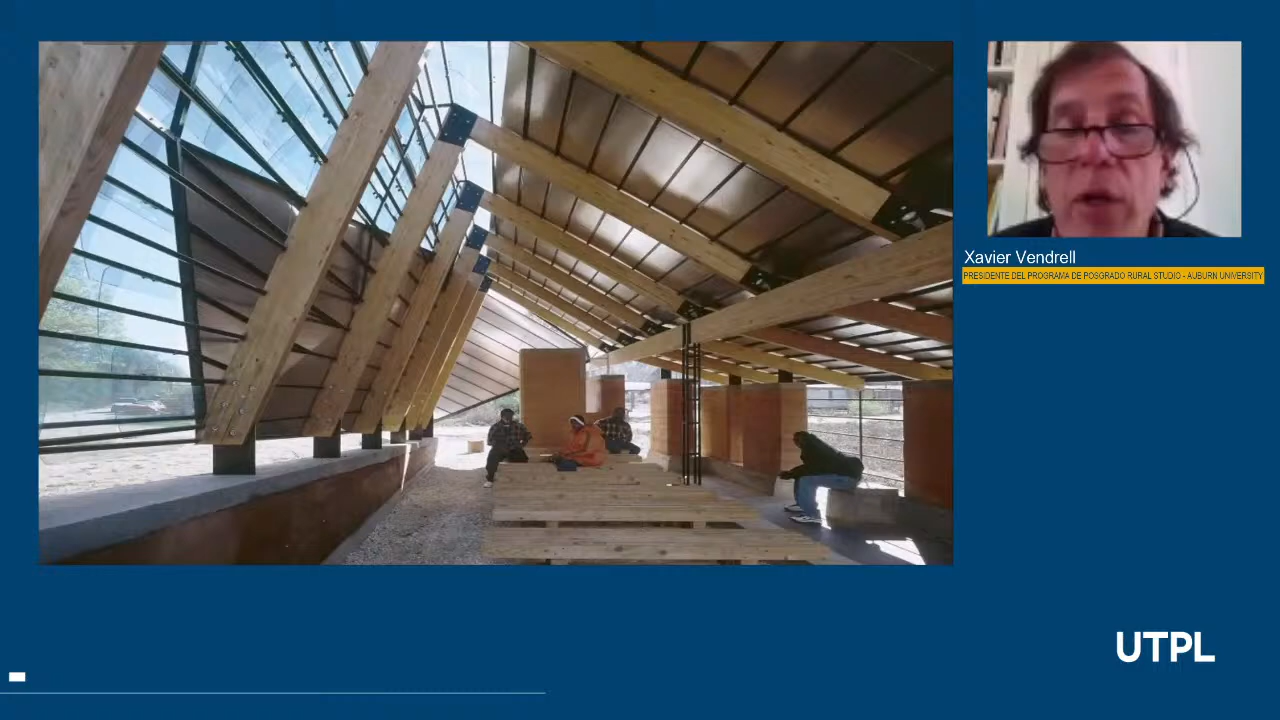 Xavier Vendrell
PRESIDENTE DEL PROGRAMA DE POSGRADO RURAL STUDIO - AUBURN UNIVERSITY
UTPL